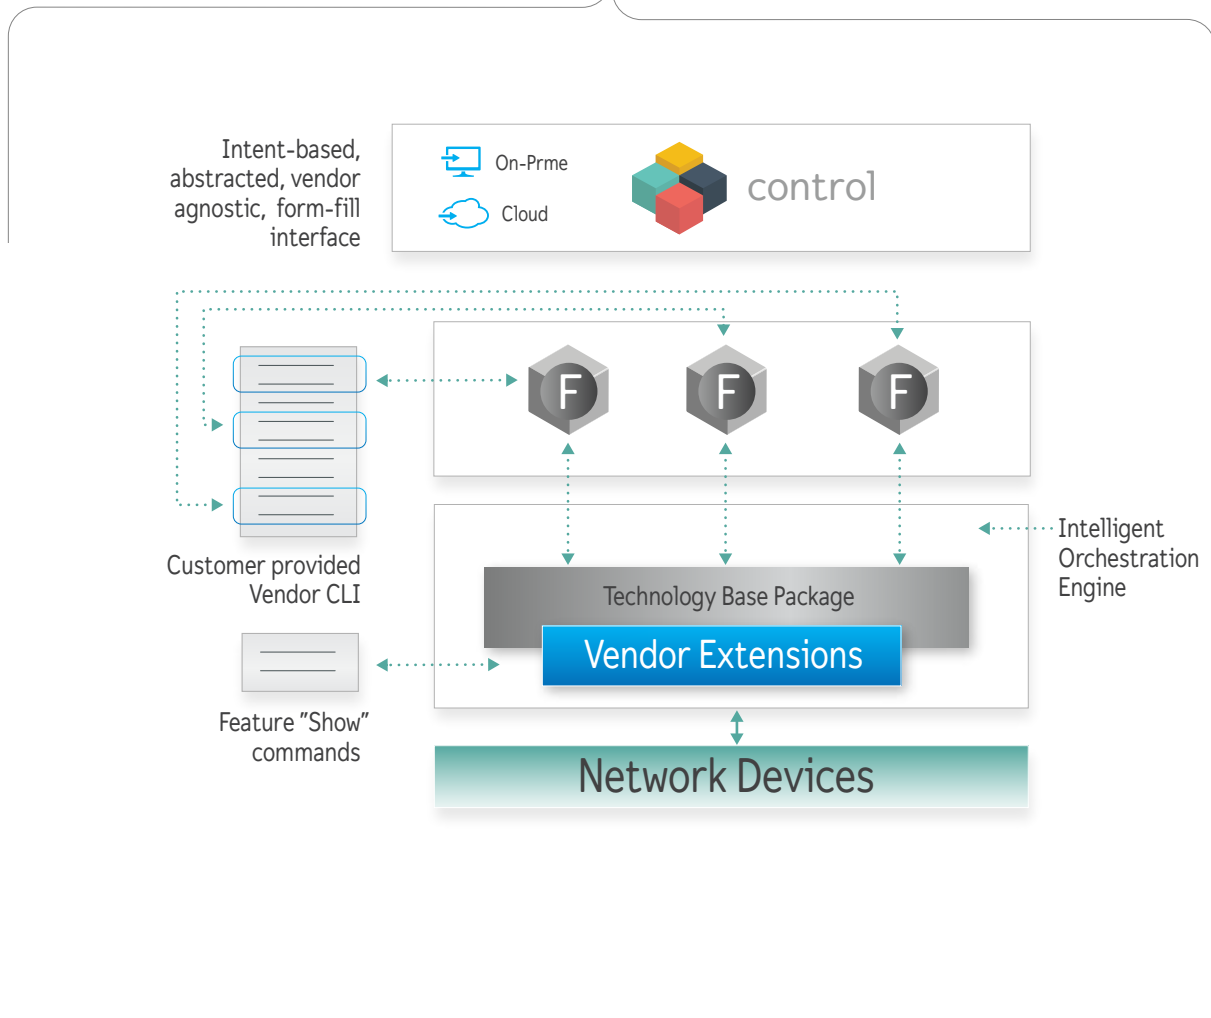 Intent-based,
abstracted, vendor
agnostic, form-fill
interface
On-Prme
Cloud
control
F
F
F
Customer provided
Vendor CLI
Intelligent
Orchestration
Engine
Technology Base Package
Vendor Extensions
Feature "Show"
commands
Network Devices